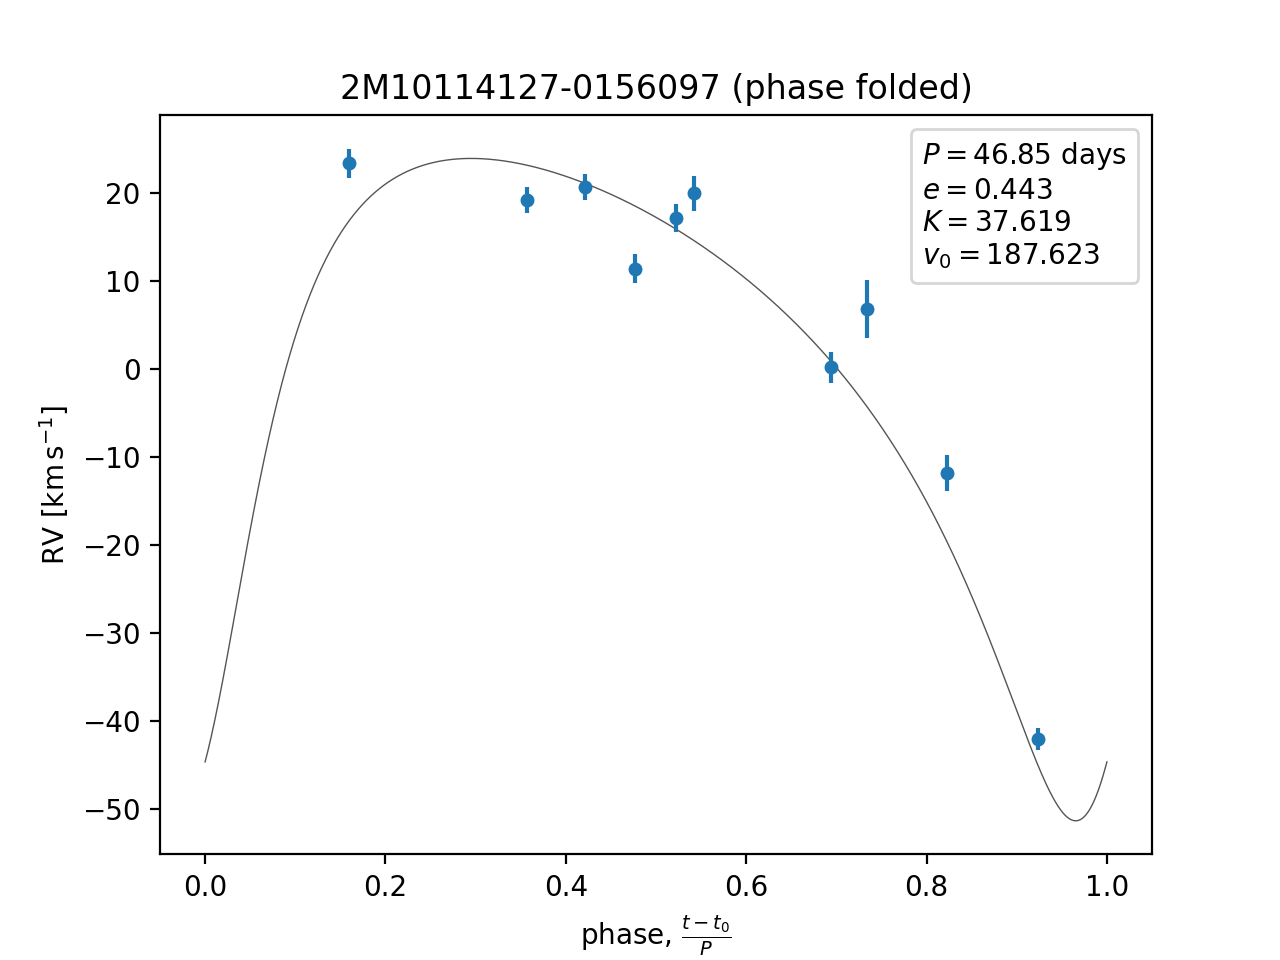 2M10114127-0156097 (phase folded)
P = 46.85 days
e = 0.443
K = 37.619
v₀ = 187.623
20
10
0
−10
−20
−30
−40
−50
RV [km s⁻¹]
0.0 0.2 0.4 0.6 0.8 1.0
phase, (t − t₀)/P